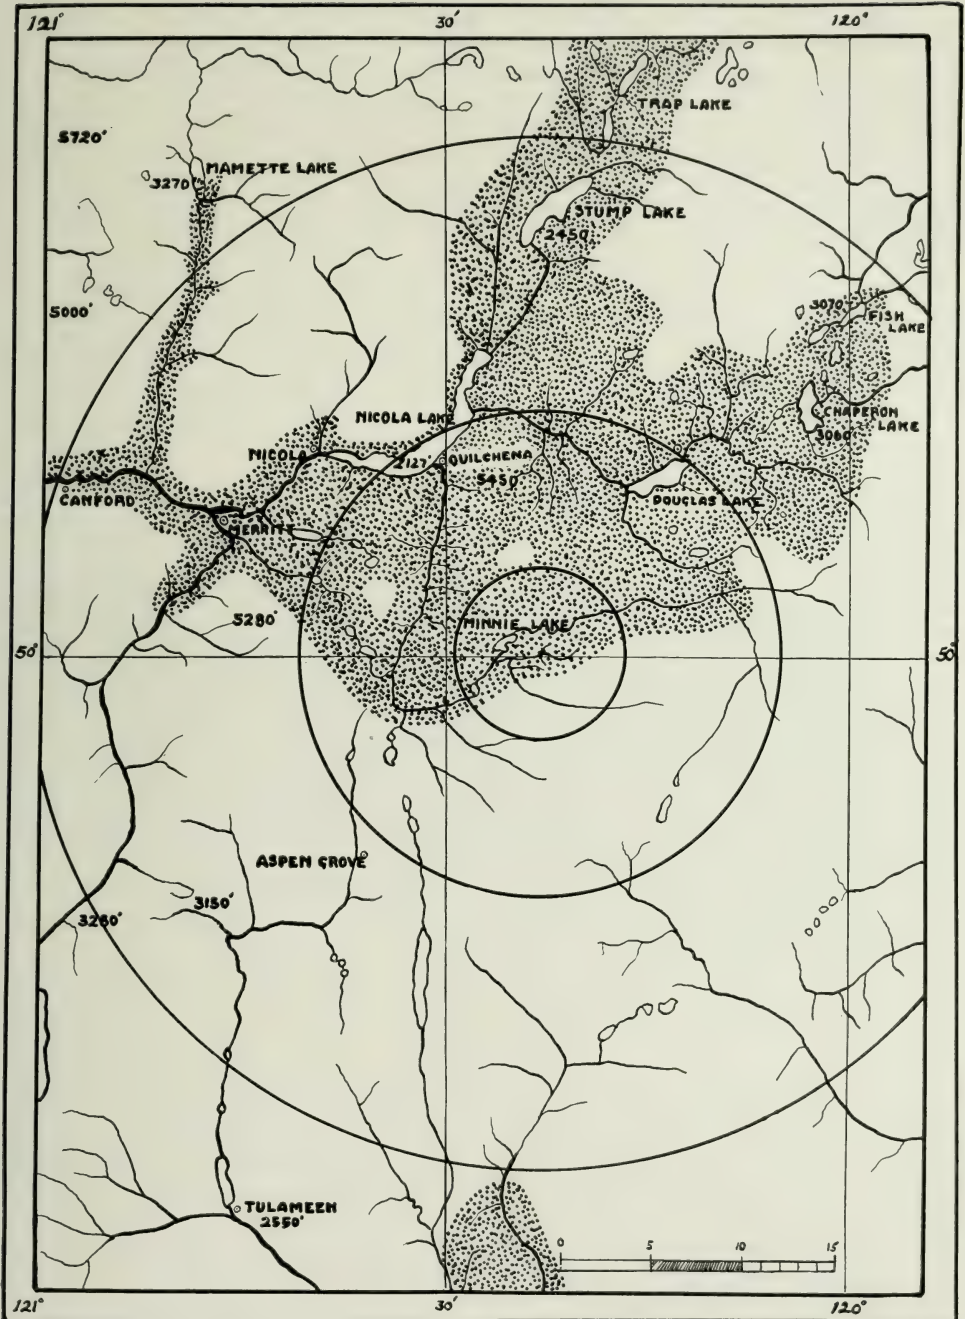 121° 30' 120°
TRAP LAKE
5720'
MAMETTE LAKE
3270'
STUMP LAKE
2450
5000'
3070
FISH
LAKE
NICOLA LAKE
CHAPERON
LAKE
3060
NICOLA
2127
QUILCHENA
5450
CANFORD
DOUGLAS LAKE
MERRITT
5280'
MINNIE LAKE
50° 50°
ASPEN GROVE
3150'
3260'
TULAMEEN
2550'
0 5 10 15
121° 30' 120°